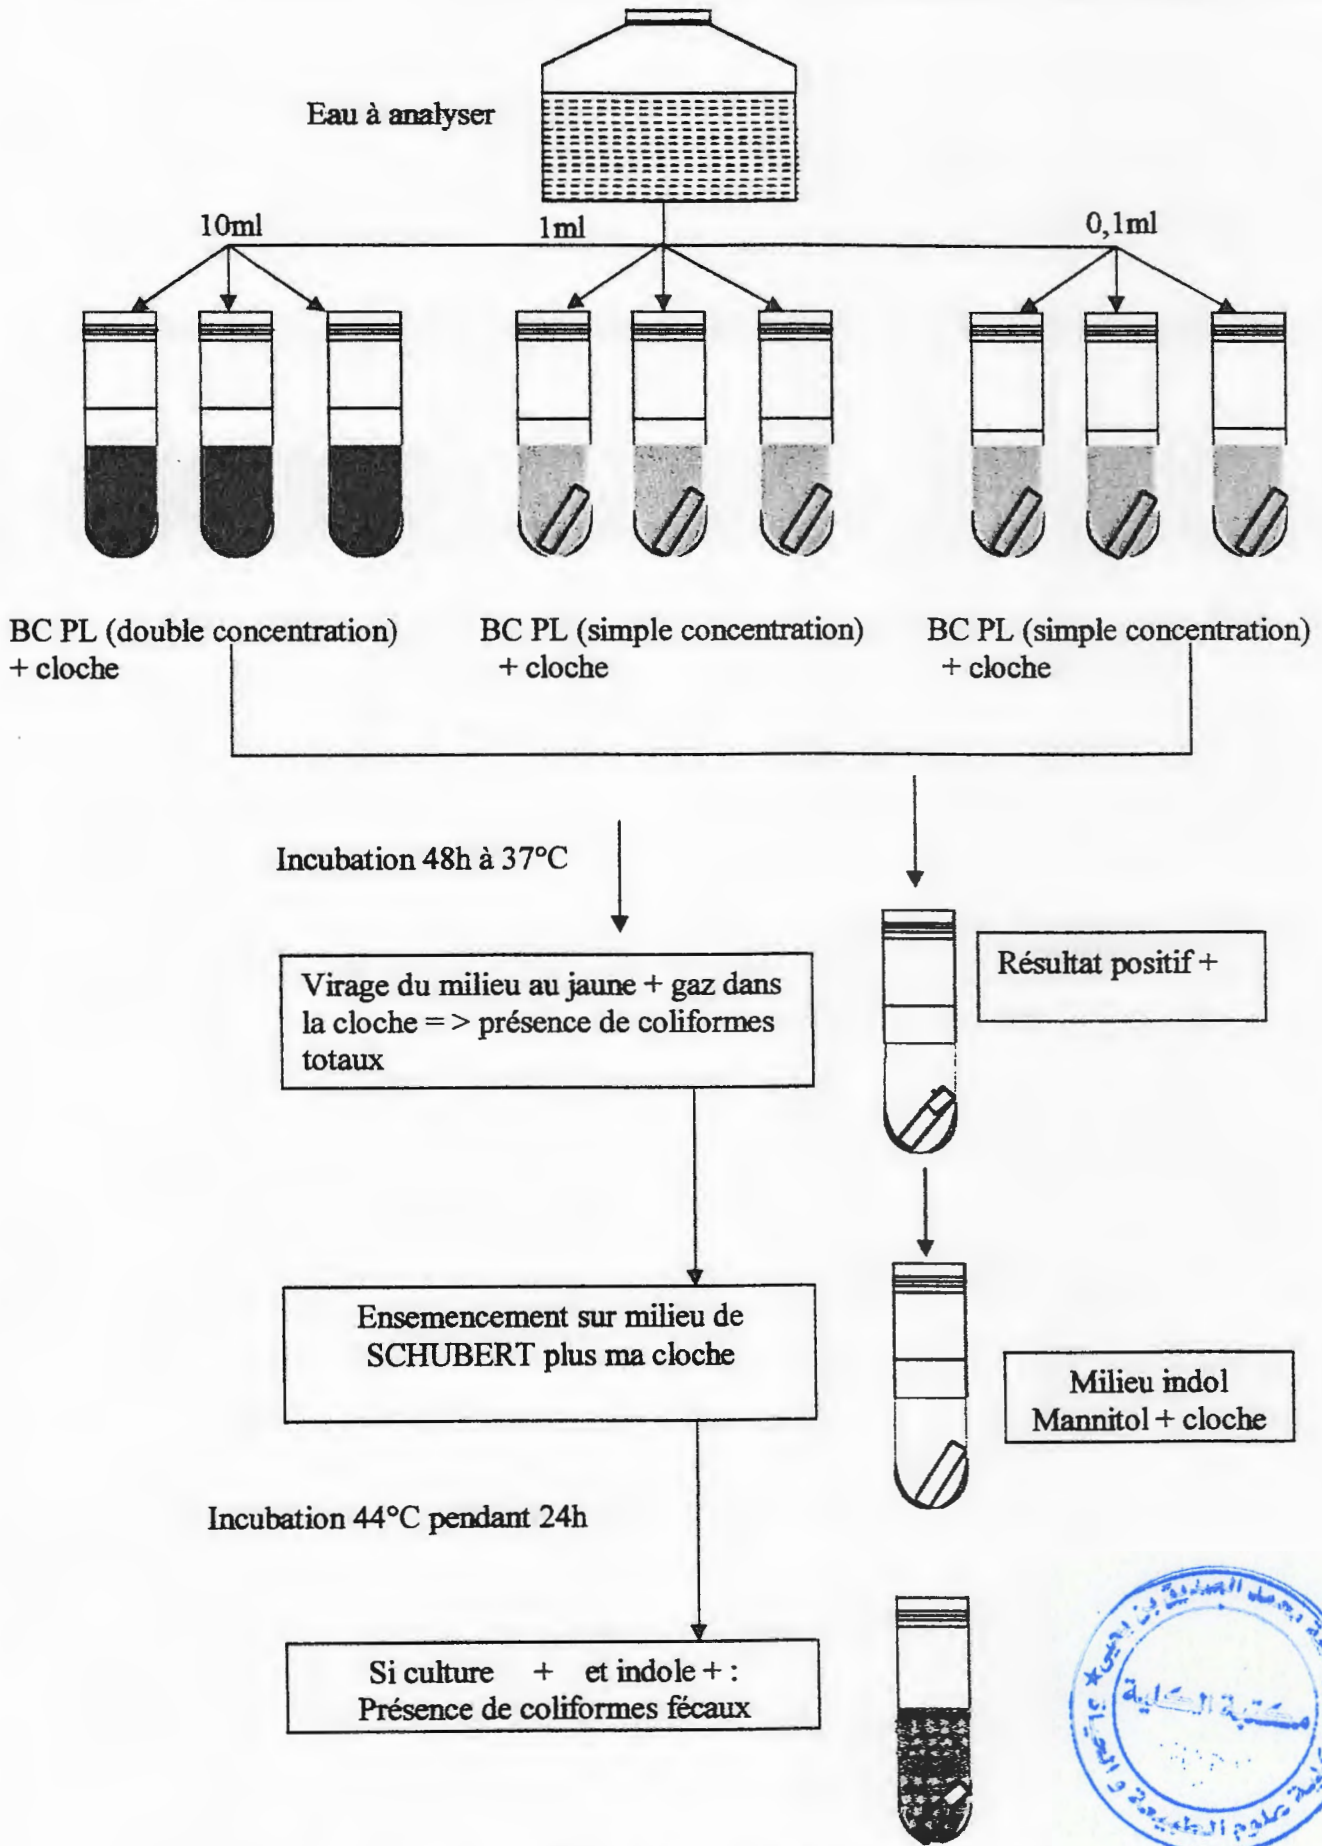 Eau à analyser
10ml
1ml
0,1ml
BC PL (double concentration)
+ cloche
BC PL (simple concentration)
+ cloche
BC PL (simple concentration)
+ cloche
Incubation 48h à 37°C
Virage du milieu au jaune + gaz dans
la cloche = > présence de coliformes
totaux
Résultat positif +
Ensemencement sur milieu de
SCHUBERT plus ma cloche
Milieu indol
Mannitol + cloche
Incubation 44°C pendant 24h
Si culture + et indole + :
Présence de coliformes fécaux
مكتبة الكلية